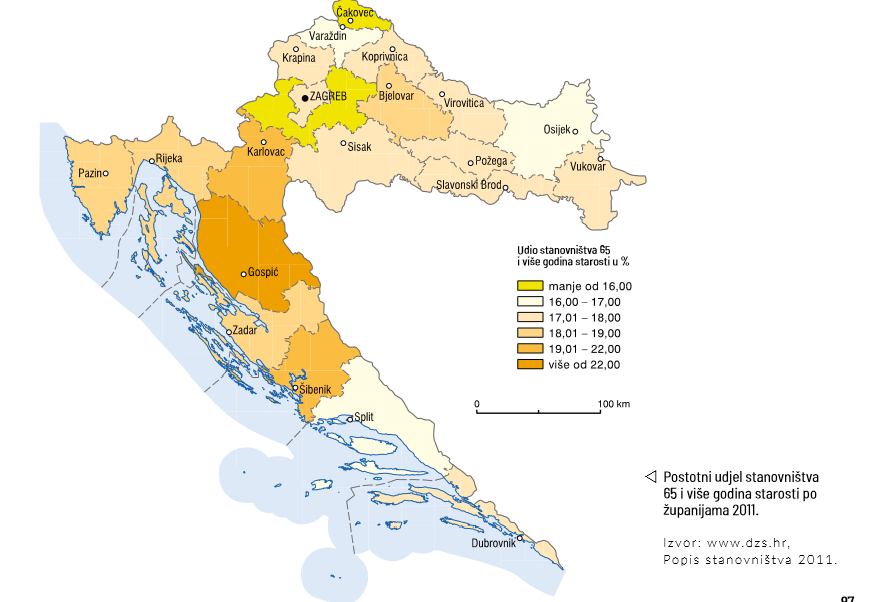 Čakovec
Varaždin
Krapina
Koprivnica
ZAGREB
Bjelovar
Virovitica
Osijek
Karlovac
Sisak
Rijeka
Požega
Vukovar
Pazin
Slavonski Brod
Gospić
Zadar
Šibenik
Split
Dubrovnik
Udio stanovništva 65
i više godina starosti u %
manje od 16,00
16,00 – 17,00
17,01 – 18,00
18,01 – 19,00
19,01 – 22,00
više od 22,00
0 100 km
Postotni udjel stanovništva
65 i više godina starosti po
županijama 2011.
Izvor: www.dzs.hr,
Popis stanovništva 2011.